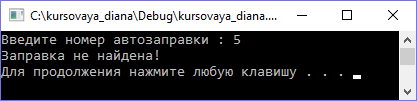 C:\kursovaya_diana\Debug\kursovaya_diana....
Введите номер автозаправки : 5
Заправка не найдена!
Для продолжения нажмите любую клавишу . . .